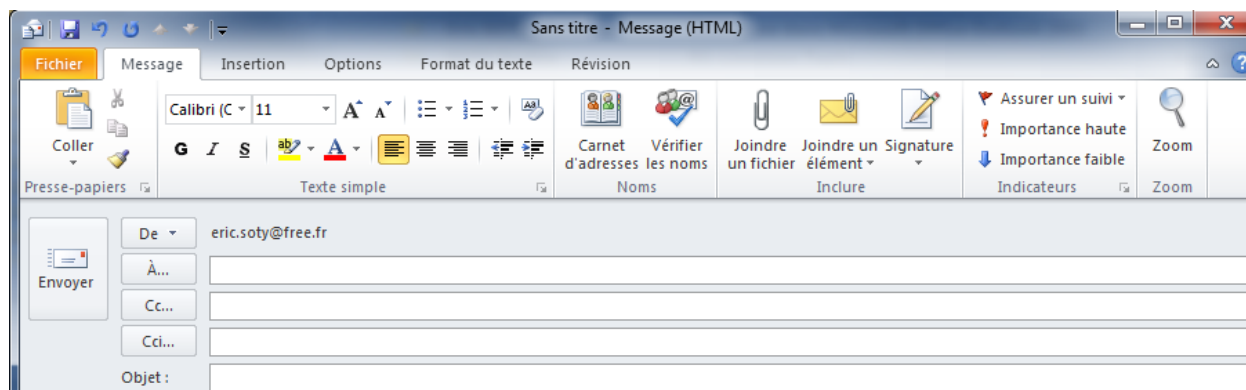 Sans titre - Message (HTML)
Fichier Message Insertion Options Format du texte Révision
Calibri (C 11
Coller
G I S
Carnet d'adresses
Vérifier les noms
Joindre un fichier
Joindre un élément
Signature
Assurer un suivi
Importance haute
Importance faible
Zoom
Presse-papiers Texte simple Noms Inclure Indicateurs Zoom
De eric.soty@free.fr
Envoyer
À...
Cc...
Cci...
Objet :